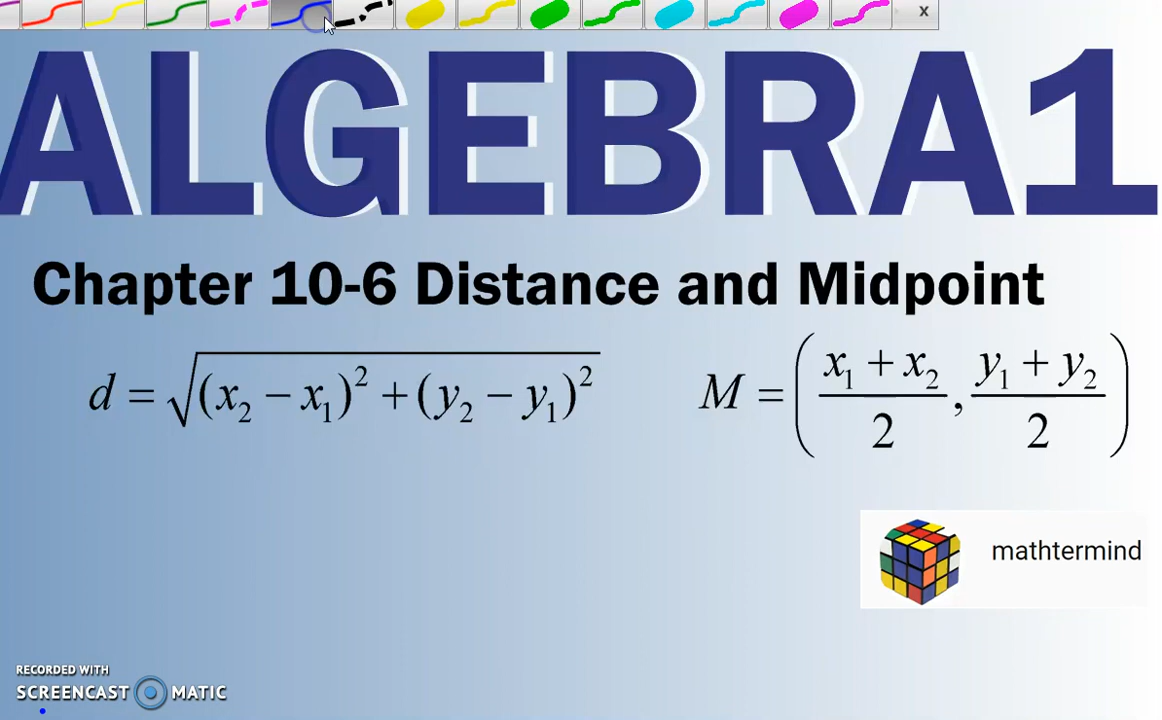 x
ALGEBRA1
Chapter 10-6 Distance and Midpoint
d = √(x₂ − x₁)² + (y₂ − y₁)²
M = ( x₁ + x₂ / 2 , y₁ + y₂ / 2 )
mathtermind
RECORDED WITH
SCREENCAST MATIC